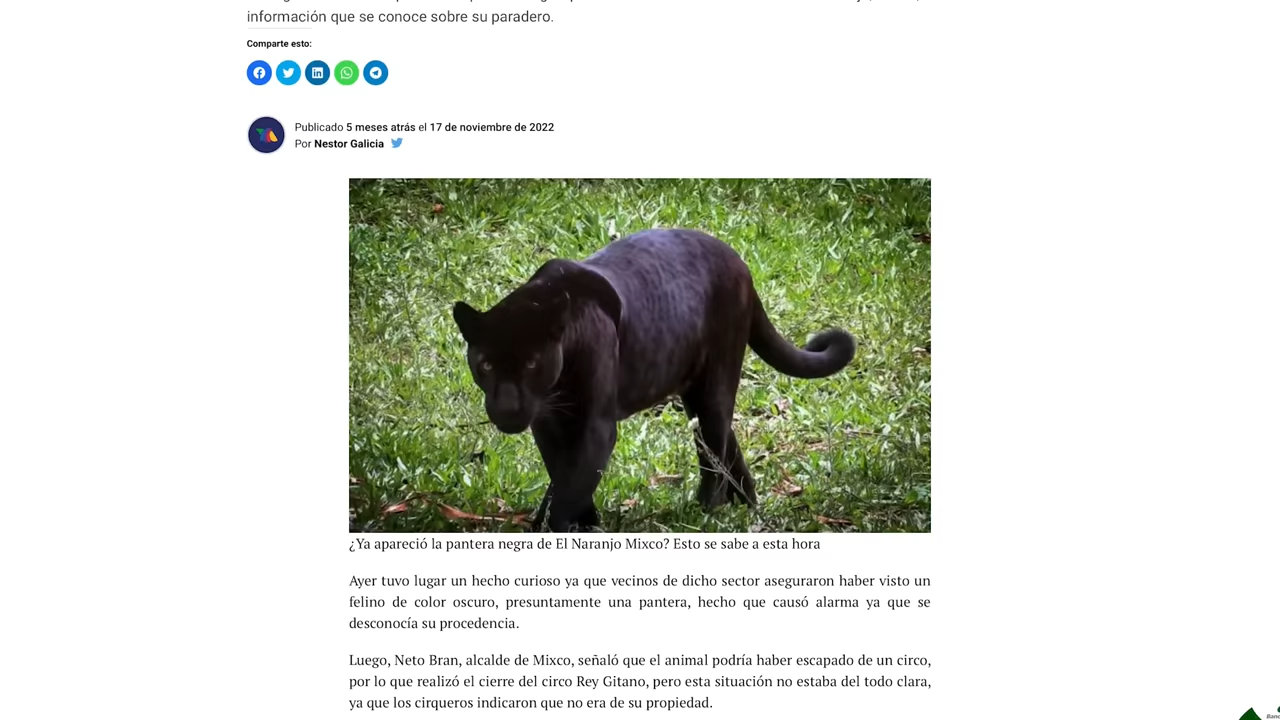 información que se conoce sobre su paradero.
Comparte esto:
Publicado 5 meses atrás el 17 de noviembre de 2022
Por Nestor Galicia
¿Ya apareció la pantera negra de El Naranjo Mixco? Esto se sabe a esta hora
Ayer tuvo lugar un hecho curioso ya que vecinos de dicho sector aseguraron haber visto un
felino de color oscuro, presuntamente una pantera, hecho que causó alarma ya que se
desconocía su procedencia.
Luego, Neto Bran, alcalde de Mixco, señaló que el animal podría haber escapado de un circo,
por lo que realizó el cierre del circo Rey Gitano, pero esta situación no estaba del todo clara,
ya que los cirqueros indicaron que no era de su propiedad.